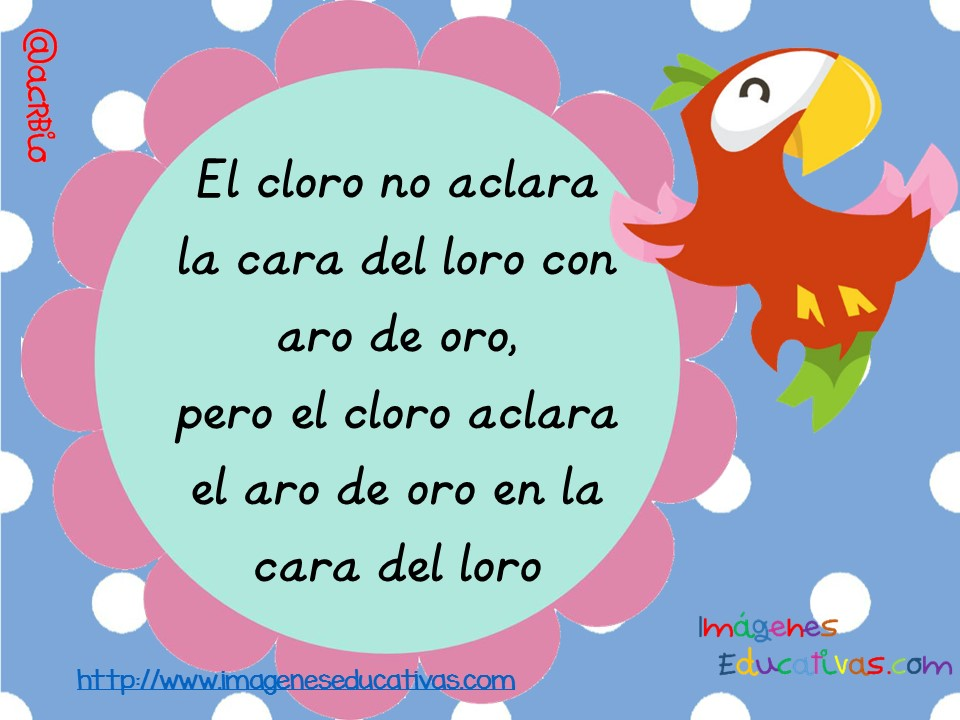 @acRBio
El cloro no aclara
la cara del loro con
aro de oro,
pero el cloro aclara
el aro de oro en la
cara del loro
Imágenes
Educativas.com
http://www.imageneseducativas.com